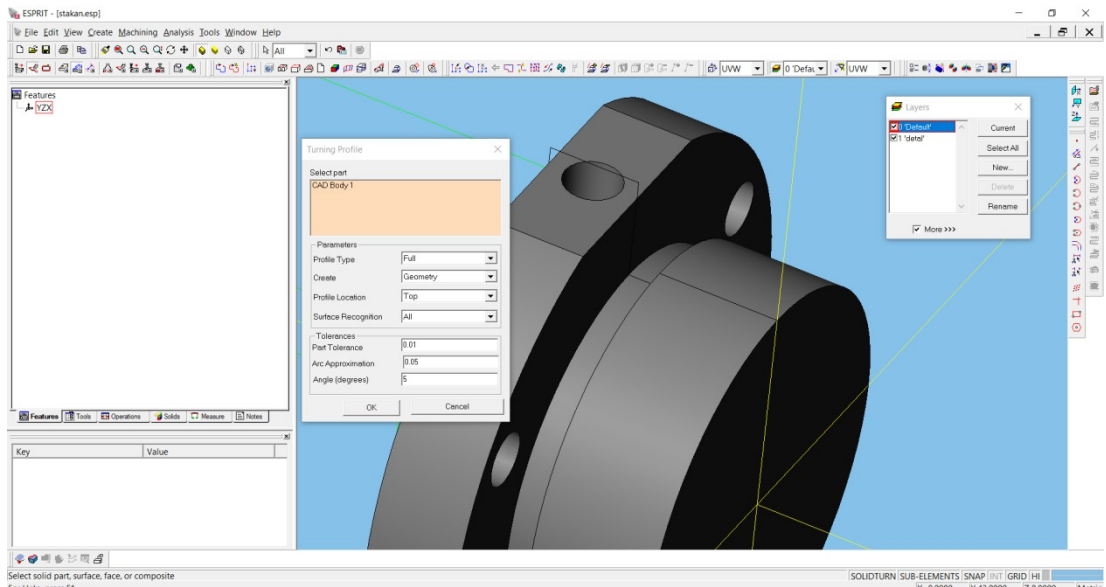 ESPRIT - [stakan.esp]
File Edit View Create Machining Analysis Tools Window Help
All
UVW
0 'Defau
UVW
Features
YZX
Layers
0 'Default'
1 'detal'
Current
Select All
New...
Delete
Rename
More >>>
Turning Profile
Select part
CAD Body 1
Parameters
Profile Type Full
Create Geometry
Profile Location Top
Surface Recognition All
Tolerances
Part Tolerance 0.01
Arc Approximation 0.05
Angle (degrees) 5
OK Cancel
Features Tools Operations Solids Measure Notes
Key Value
Select solid part, surface, face, or composite
SOLIDTURN SUB-ELEMENTS SNAP INT GRID HI